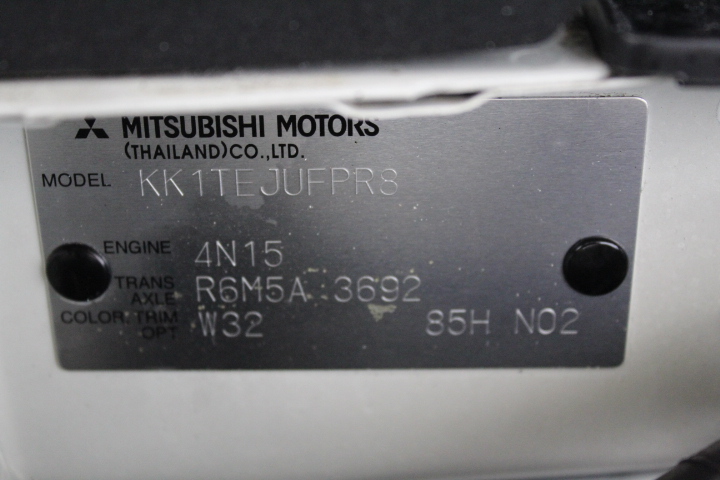 MITSUBISHI MOTORS
(THAILAND)CO.,LTD.
MODEL KK1TEJUFPR8
ENGINE 4N15
TRANS AXLE R6M5A 3692
COLOR TRIM OPT W32 85H N02